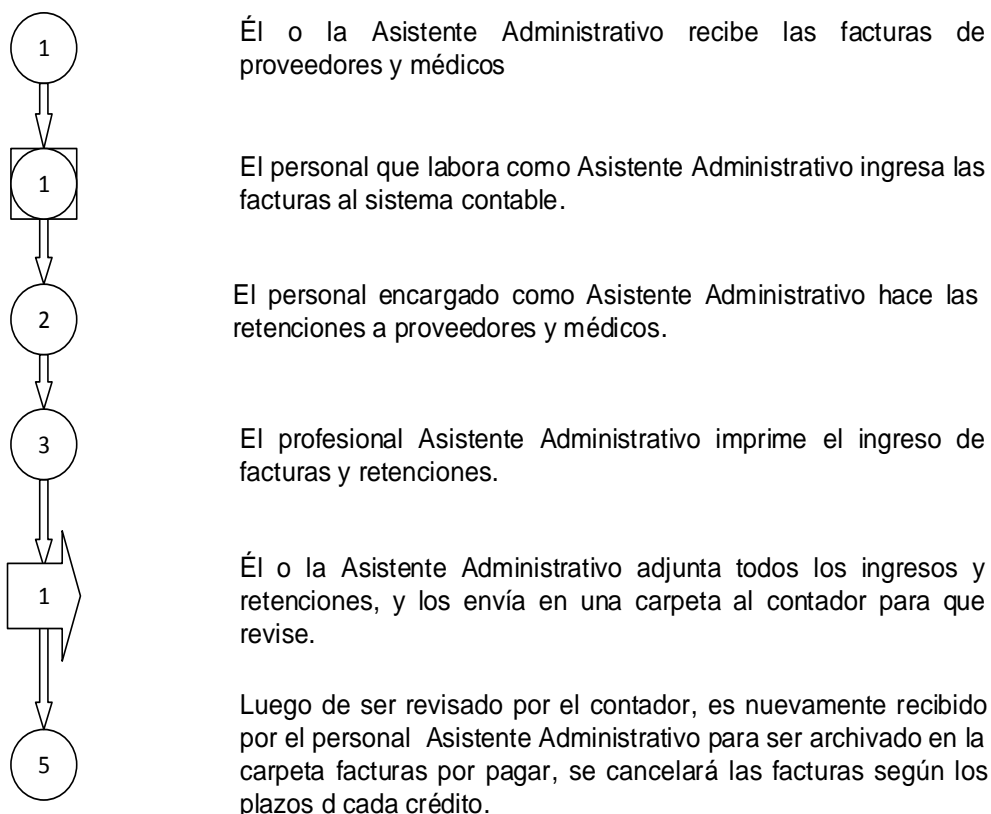 1
Él o la Asistente Administrativo recibe las facturas de
proveedores y médicos
1
El personal que labora como Asistente Administrativo ingresa las
facturas al sistema contable.
2
El personal encargado como Asistente Administrativo hace las
retenciones a proveedores y médicos.
3
El profesional Asistente Administrativo imprime el ingreso de
facturas y retenciones.
1
Él o la Asistente Administrativo adjunta todos los ingresos y
retenciones, y los envía en una carpeta al contador para que
revise.
5
Luego de ser revisado por el contador, es nuevamente recibido
por el personal Asistente Administrativo para ser archivado en la
carpeta facturas por pagar, se cancelará las facturas según los
plazos d cada crédito.